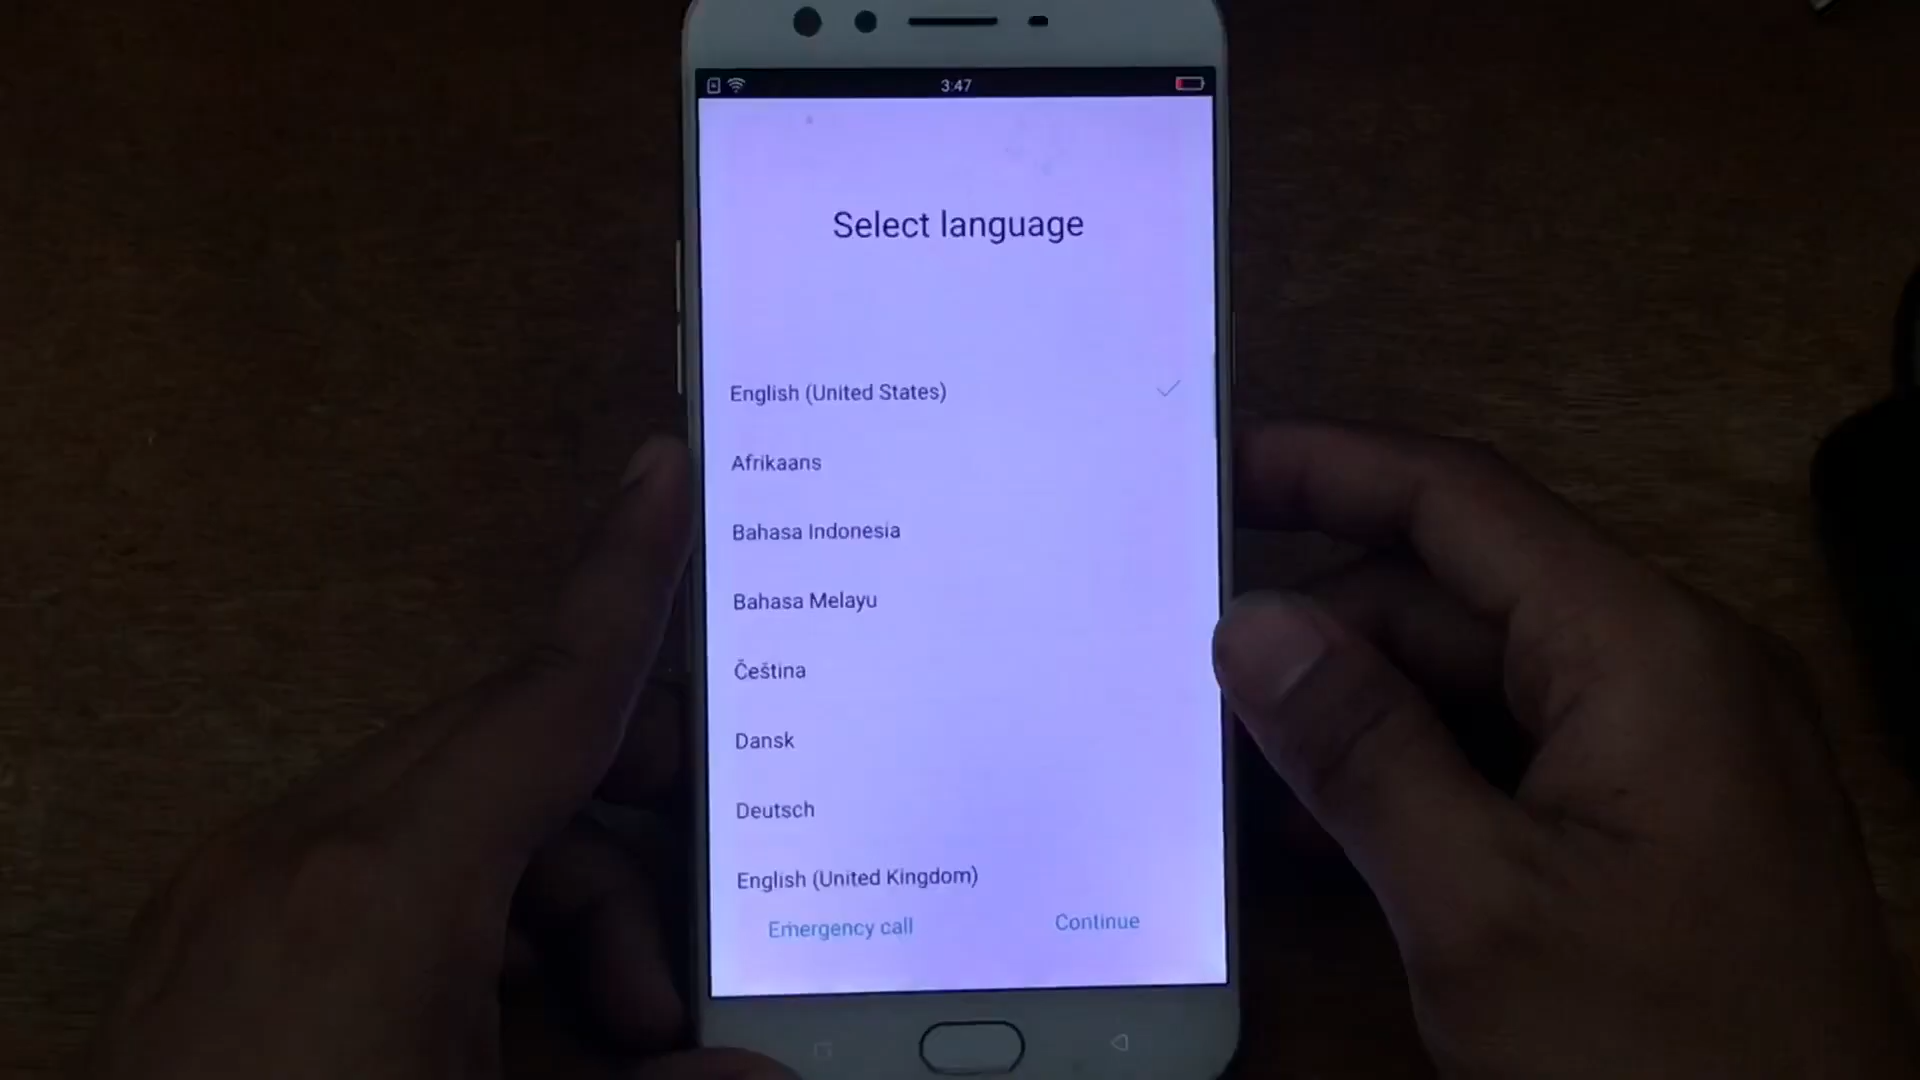 3:47
Select language
English (United States)
Afrikaans
Bahasa Indonesia
Bahasa Melayu
Čeština
Dansk
Deutsch
English (United Kingdom)
Emergency call
Continue